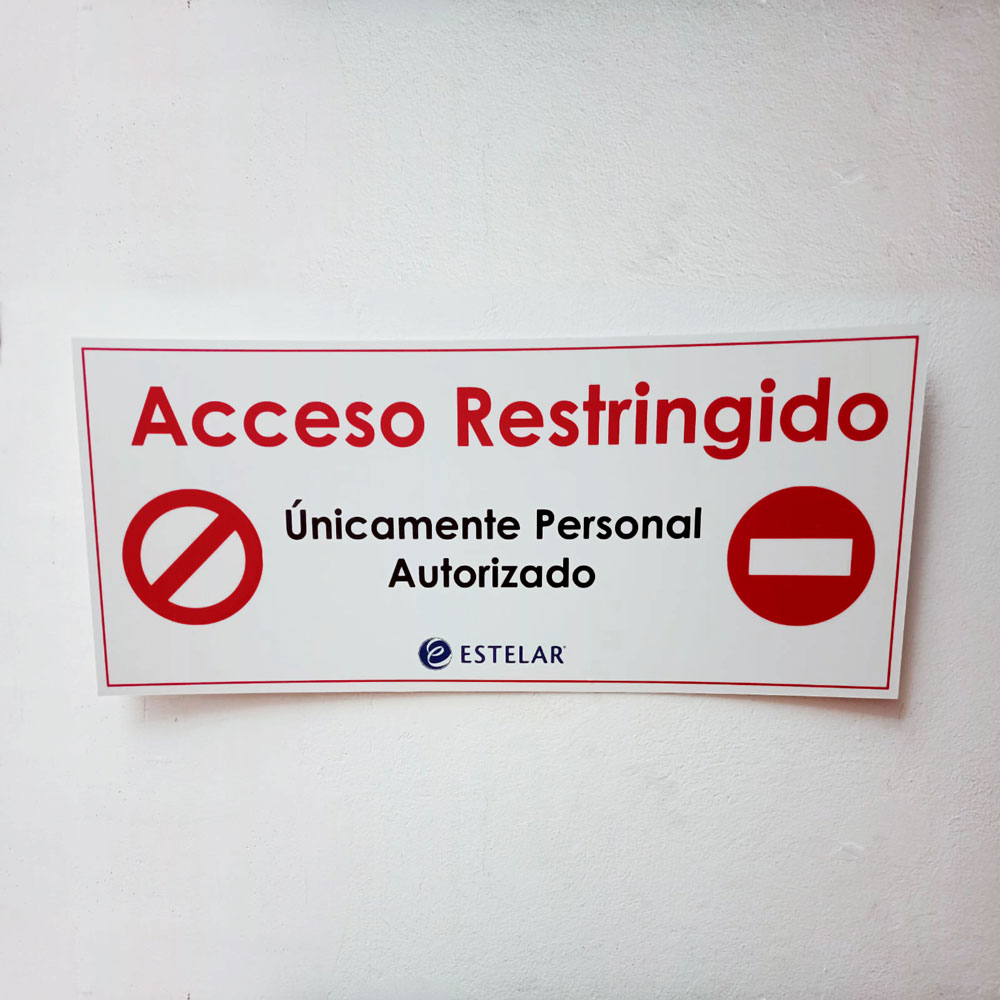 Acceso Restringido
Únicamente Personal
Autorizado
ESTELAR